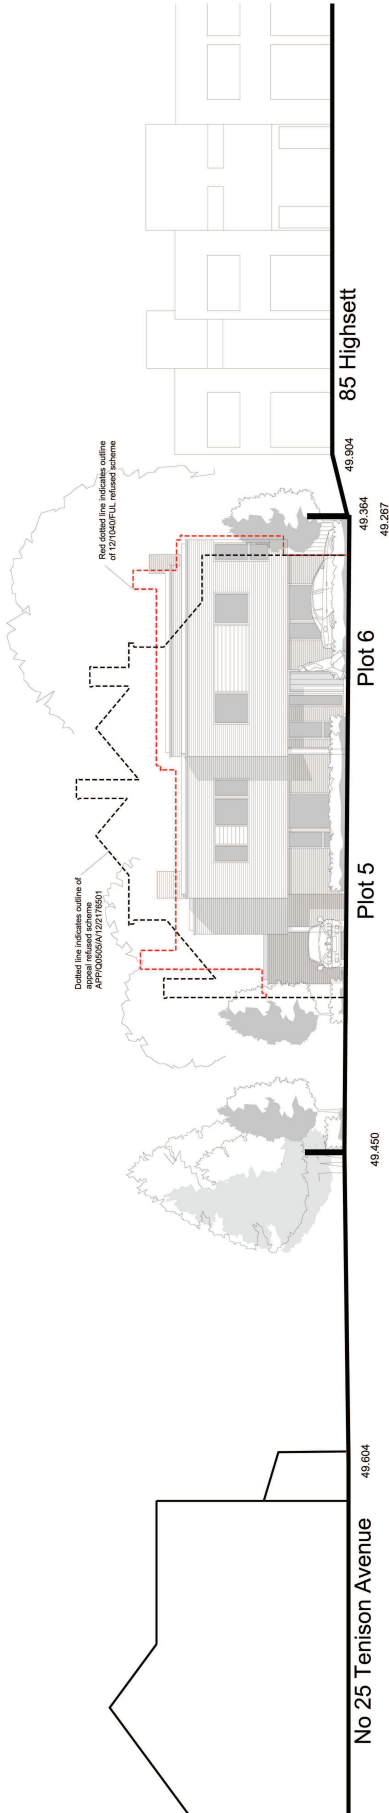 Dotted line indicates outline of
appeal refused scheme
APP/Q0505/A/12/2176501
Red dotted line indicates outline
of 12/1040/FUL refused scheme
No 25 Tenison Avenue
49.604
49.450
Plot 5
Plot 6
49.364
49.267
49.904
85 Highsett